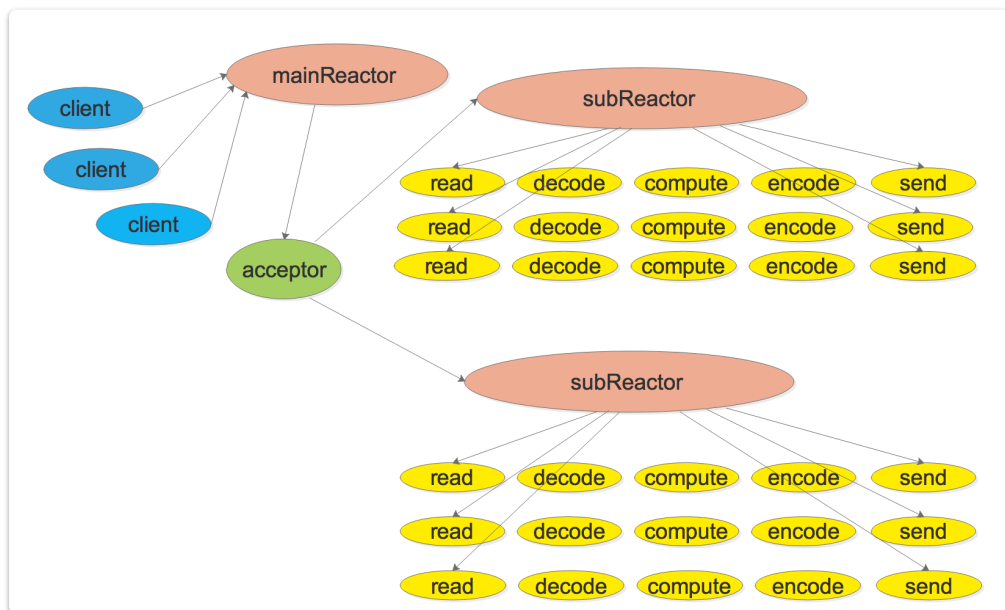 mainReactor
client
client
client
acceptor
subReactor
read decode compute encode send
read decode compute encode send
read decode compute encode send
subReactor
read decode compute encode send
read decode compute encode send
read decode compute encode send